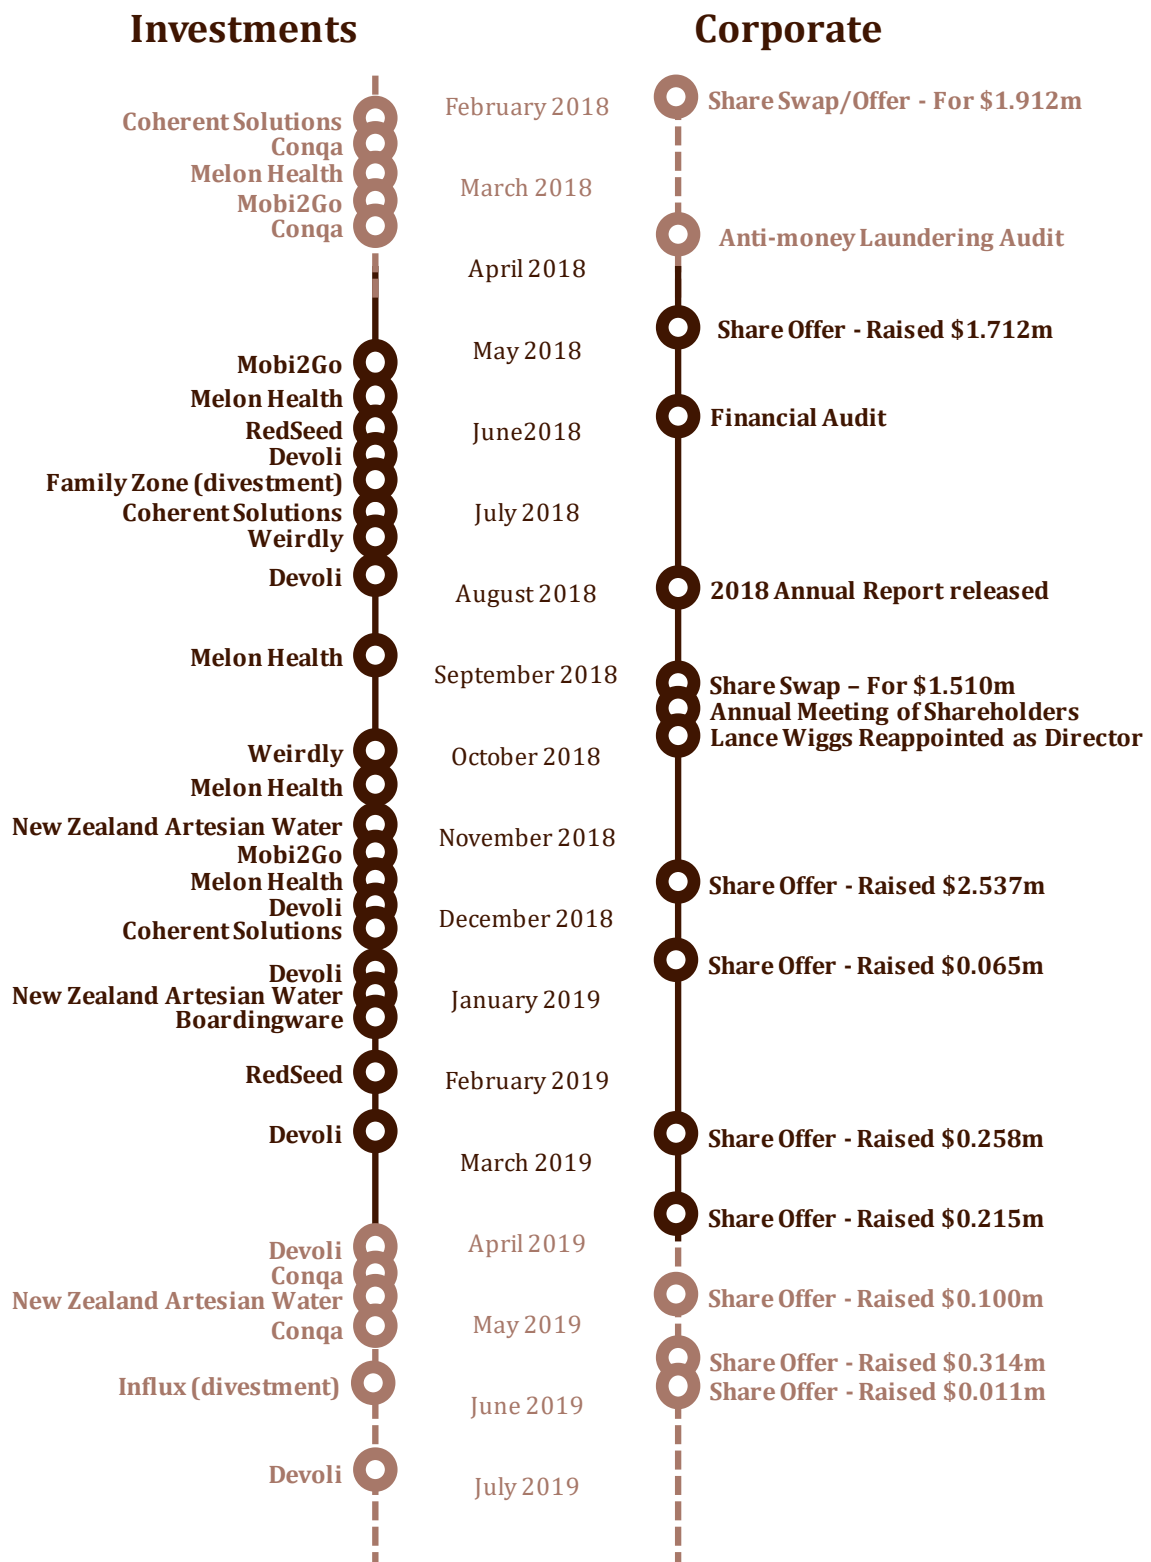 Investments
Corporate
Coherent Solutions
Conqa
Melon Health
Mobi2Go
Conqa
Mobi2Go
Melon Health
RedSeed
Devoli
Family Zone (divestment)
Coherent Solutions
Weirdly
Devoli
Melon Health
Weirdly
Melon Health
New Zealand Artesian Water
Mobi2Go
Melon Health
Devoli
Coherent Solutions
Devoli
New Zealand Artesian Water
Boardingware
RedSeed
Devoli
Devoli
Conqa
New Zealand Artesian Water
Conqa
Influx (divestment)
Devoli
February 2018
March 2018
April 2018
May 2018
June2018
July 2018
August 2018
September 2018
October 2018
November 2018
December 2018
January 2019
February 2019
March 2019
April 2019
May 2019
June 2019
July 2019
Share Swap/Offer - For $1.912m
Anti-money Laundering Audit
Share Offer - Raised $1.712m
Financial Audit
2018 Annual Report released
Share Swap – For $1.510m
Annual Meeting of Shareholders
Lance Wiggs Reappointed as Director
Share Offer - Raised $2.537m
Share Offer - Raised $0.065m
Share Offer - Raised $0.258m
Share Offer - Raised $0.215m
Share Offer - Raised $0.100m
Share Offer - Raised $0.314m
Share Offer - Raised $0.011m